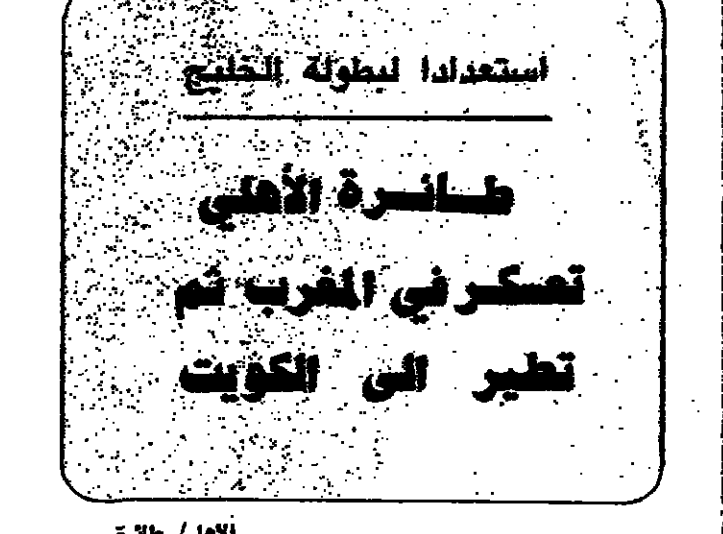 استعدادا لبطولة الخليج
طائرة الأهلي
تعسكر في المغرب ثم
تطير الى الكويت